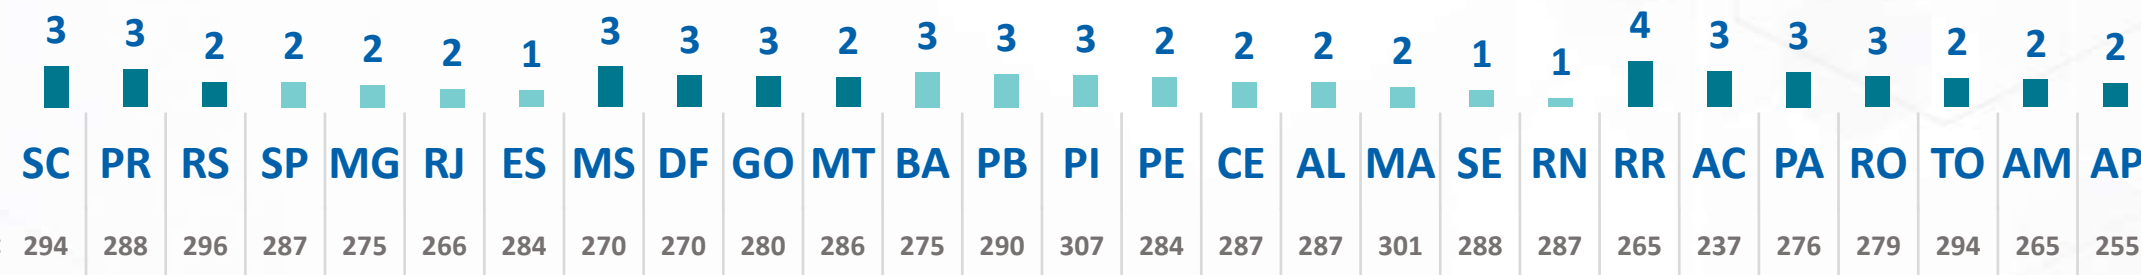 3 3 2 2 2 2 1 3 3 3 2 3 3 3 2 2 2 2 1 1 4 3 3 3 2 2 2
SC PR RS SP MG RJ ES MS DF GO MT BA PB PI PE CE AL MA SE RN RR AC PA RO TO AM AP
294 288 296 287 275 266 284 270 270 280 286 275 290 307 284 287 287 301 288 287 265 237 276 279 294 265 255